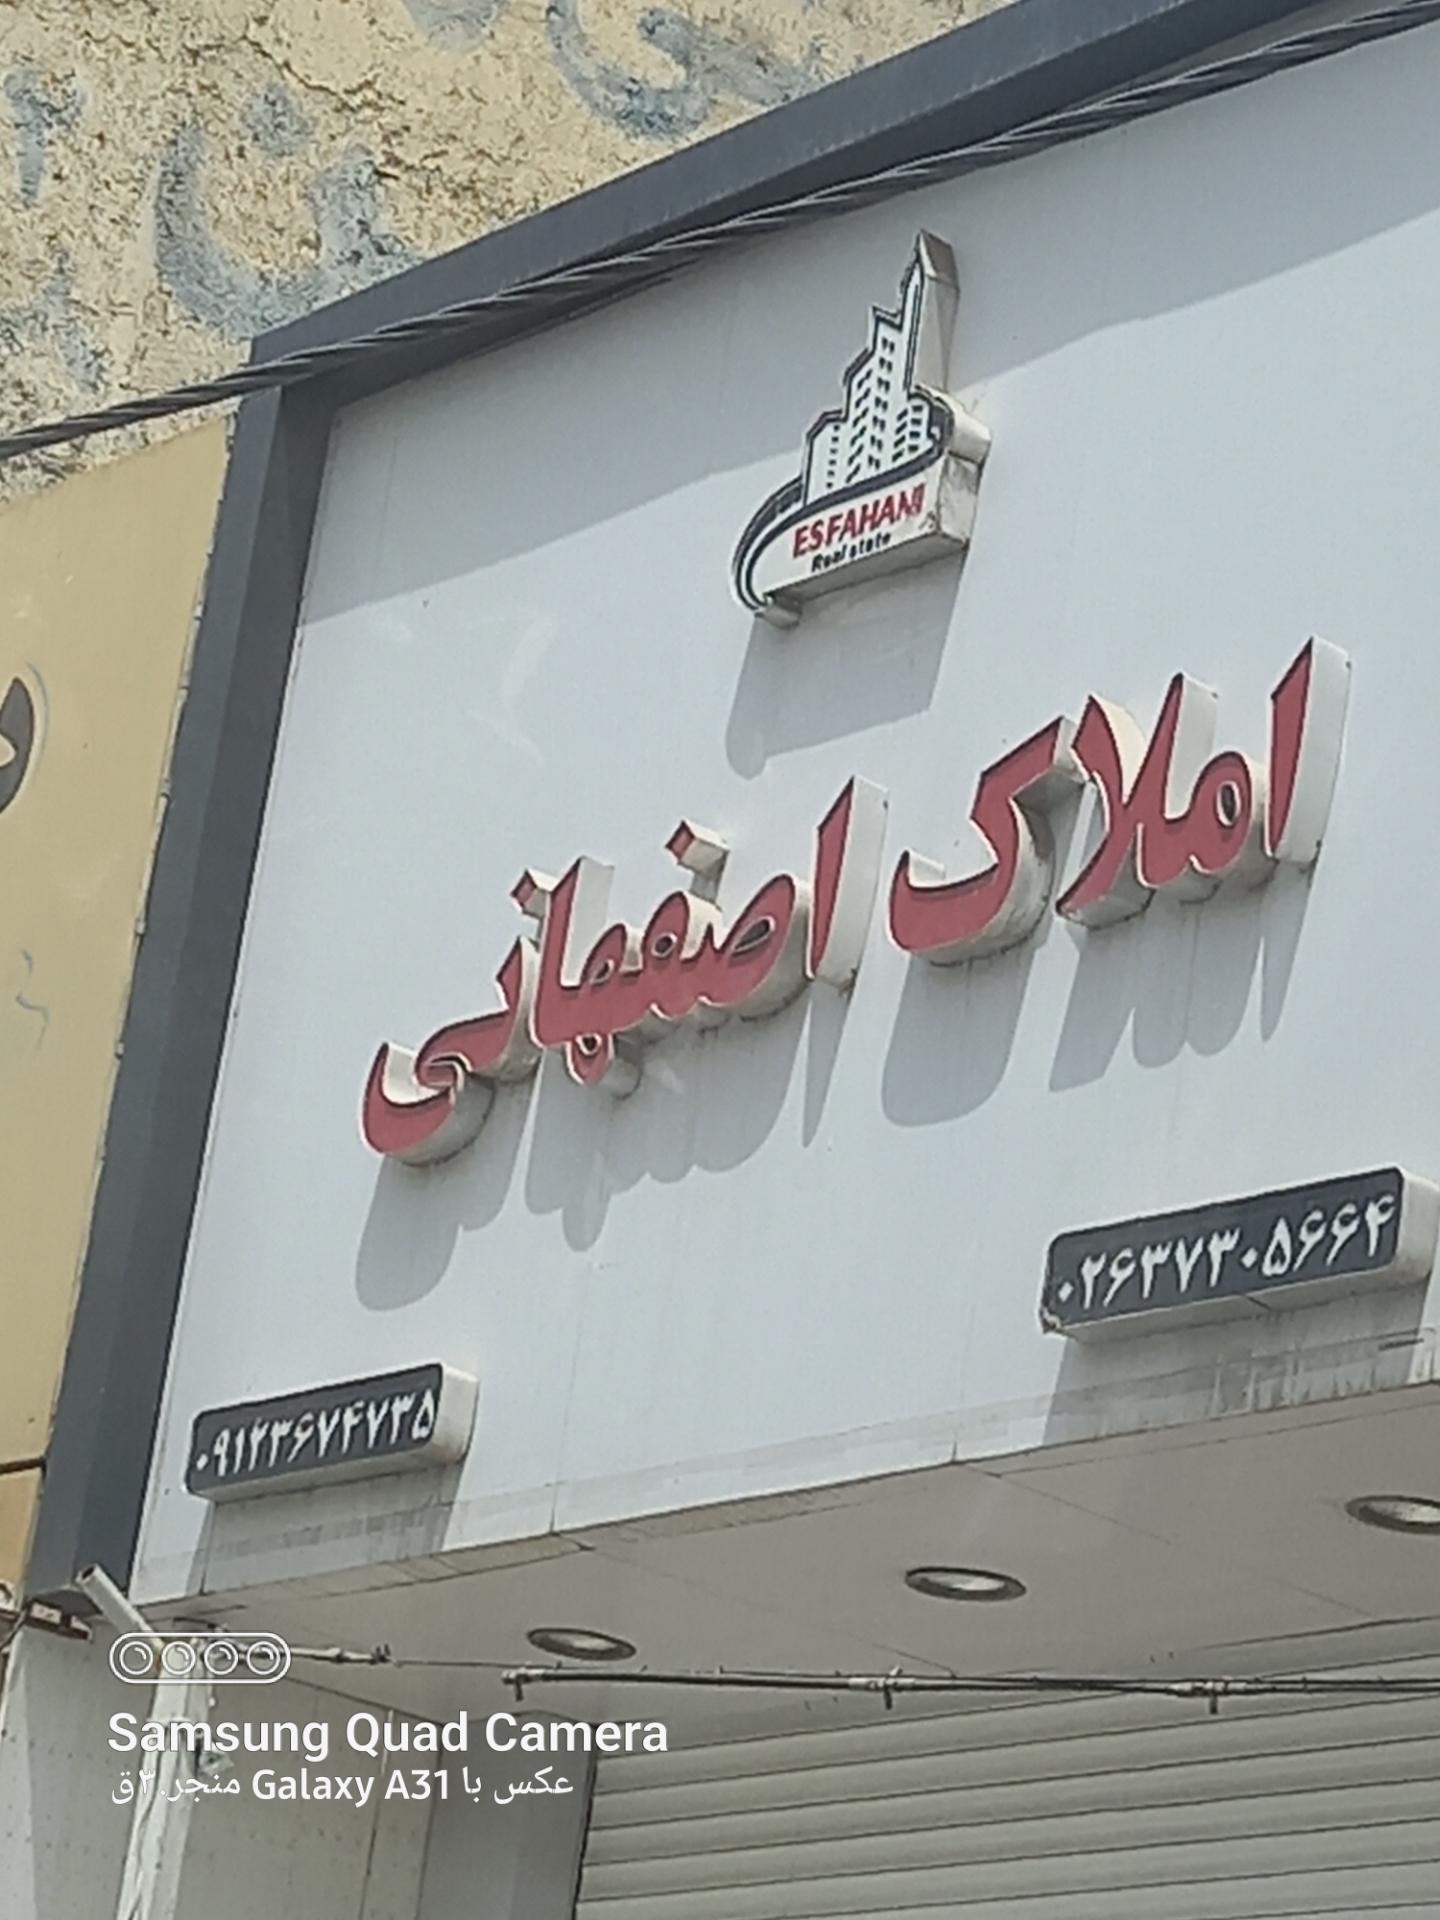 ESFAHANI
Real state
املاک اصفهانی
۰۲۶۳۷۳۰۵۶۶۴
۰۹۱۲۳۶۷۴۷۳۵
Samsung Quad Camera
عکس با Galaxy A31 منجر.۳ق